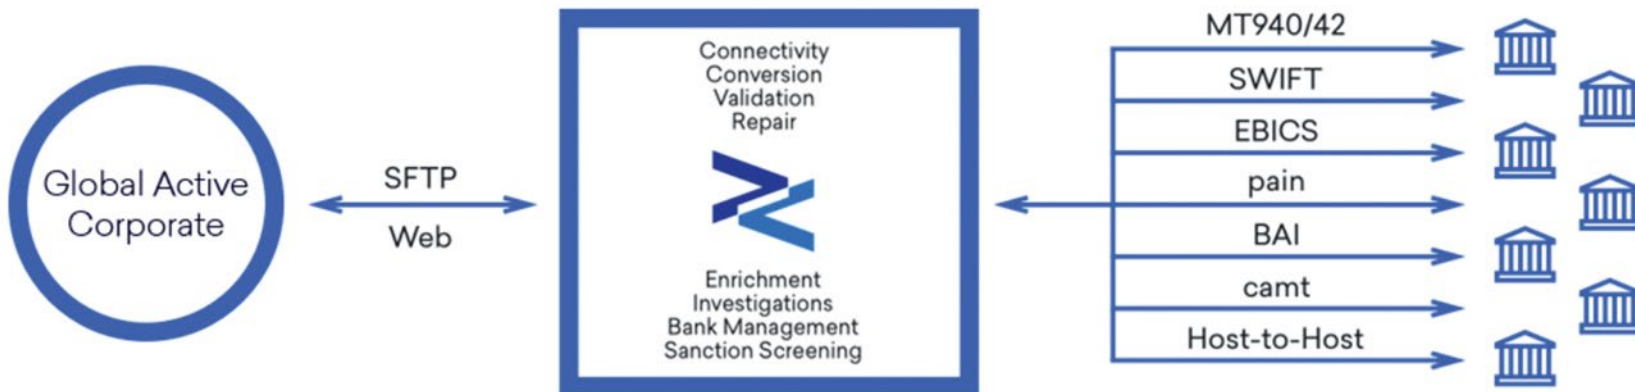 Global Active
Corporate
SFTP
Web
Connectivity
Conversion
Validation
Repair
Enrichment
Investigations
Bank Management
Sanction Screening
MT940/42
SWIFT
EBICS
pain
BAI
camt
Host-to-Host